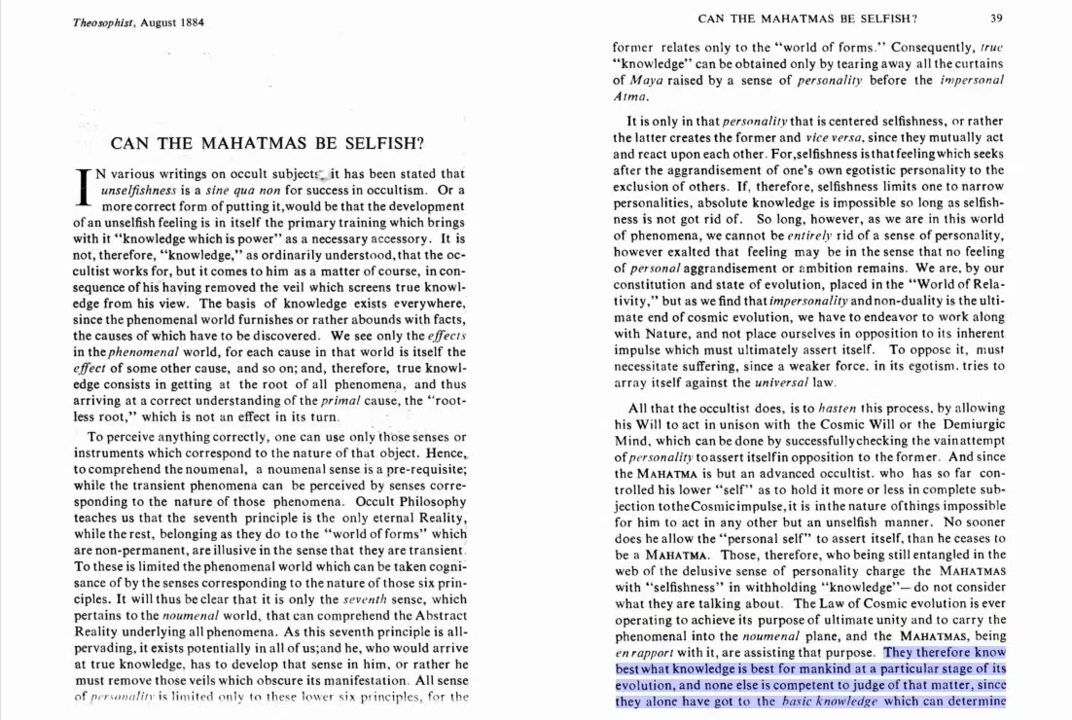 Theosophist, August 1884
CAN THE MAHATMAS BE SELFISH?
IN various writings on occult subjects, it has been stated that
unselfishness is a sine qua non for success in occultism. Or a
more correct form of putting it, would be that the development
of an unselfish feeling is in itself the primary training which brings
with it “knowledge which is power” as a necessary accessory. It is
not, therefore, “knowledge,” as ordinarily understood, that the oc-
cultist works for, but it comes to him as a matter of course, in con-
sequence of his having removed the veil which screens true knowl-
edge from his view. The basis of knowledge exists everywhere,
since the phenomenal world furnishes or rather abounds with facts,
the causes of which have to be discovered. We see only the effects
in the phenomenal world, for each cause in that world is itself the
effect of some other cause, and so on; and, therefore, true knowl-
edge consists in getting at the root of all phenomena, and thus
arriving at a correct understanding of the primal cause, the “root-
less root,” which is not an effect in its turn.
To perceive anything correctly, one can use only those senses or
instruments which correspond to the nature of that object. Hence,
to comprehend the noumenal, a noumenal sense is a pre-requisite;
while the transient phenomena can be perceived by senses corre-
sponding to the nature of those phenomena. Occult Philosophy
teaches us that the seventh principle is the only eternal Reality,
while the rest, belonging as they do to the “world of forms” which
are non-permanent, are illusive in the sense that they are transient.
To these is limited the phenomenal world which can be taken cogni-
sance of by the senses corresponding to the nature of those six prin-
ciples. It will thus be clear that it is only the seventh sense, which
pertains to the noumenal world, that can comprehend the Abstract
Reality underlying all phenomena. As this seventh principle is all-
pervading, it exists potentially in all of us; and he, who would arrive
at true knowledge, has to develop that sense in him, or rather he
must remove those veils which obscure its manifestation. All sense
of personality is limited only to these lower six principles, for the
CAN THE MAHATMAS BE SELFISH? 39
former relates only to the “world of forms.” Consequently, true
“knowledge” can be obtained only by tearing away all the curtains
of Maya raised by a sense of personality before the impersonal
Atma.
It is only in that personality that is centered selfishness, or rather
the latter creates the former and vice versa, since they mutually act
and react upon each other. For, selfishness is that feeling which seeks
after the aggrandisement of one’s own egotistic personality to the
exclusion of others. If, therefore, selfishness limits one to narrow
personalities, absolute knowledge is impossible so long as selfish-
ness is not got rid of. So long, however, as we are in this world
of phenomena, we cannot be entirely rid of a sense of personality,
however exalted that feeling may be in the sense that no feeling
of personal aggrandisement or ambition remains. We are, by our
constitution and state of evolution, placed in the “World of Rela-
tivity,” but as we find that impersonality and non-duality is the ulti-
mate end of cosmic evolution, we have to endeavor to work along
with Nature, and not place ourselves in opposition to its inherent
impulse which must ultimately assert itself. To oppose it, must
necessitate suffering, since a weaker force, in its egotism, tries to
array itself against the universal law.
All that the occultist does, is to hasten this process, by allowing
his Will to act in unison with the Cosmic Will or the Demiurgic
Mind, which can be done by successfully checking the vain attempt
of personality to assert itself in opposition to the former. And since
the MAHATMA is but an advanced occultist, who has so far con-
trolled his lower “self” as to hold it more or less in complete sub-
jection to the Cosmic impulse, it is in the nature of things impossible
for him to act in any other but an unselfish manner. No sooner
does he allow the “personal self” to assert itself, than he ceases to
be a MAHATMA. Those, therefore, who being still entangled in the
web of the delusive sense of personality charge the MAHATMAS
with “selfishness” in withholding “knowledge”—do not consider
what they are talking about. The Law of Cosmic evolution is ever
operating to achieve its purpose of ultimate unity and to carry the
phenomenal into the noumenal plane, and the MAHATMAS, being
en rapport with it, are assisting that purpose. They therefore know
best what knowledge is best for mankind at a particular stage of its
evolution, and none else is competent to judge of that matter, since
they alone have got to the basic knowledge which can determine